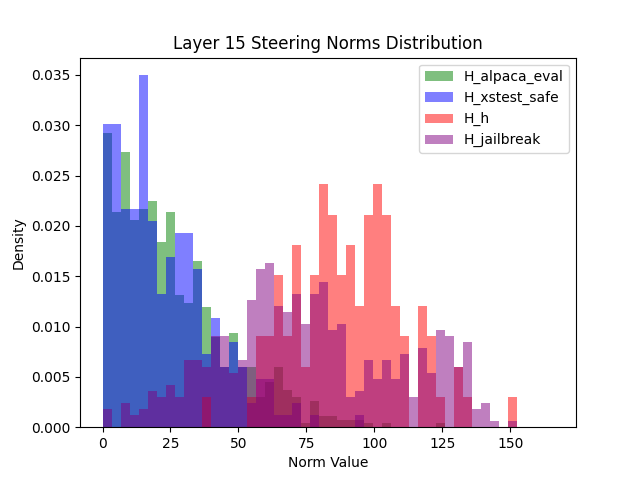 Layer 15 Steering Norms Distribution
H_alpaca_eval
H_xstest_safe
H_h
H_jailbreak
0.035
0.030
0.025
0.020
0.015
0.010
0.005
0.000
Density
0 25 50 75 100 125 150
Norm Value